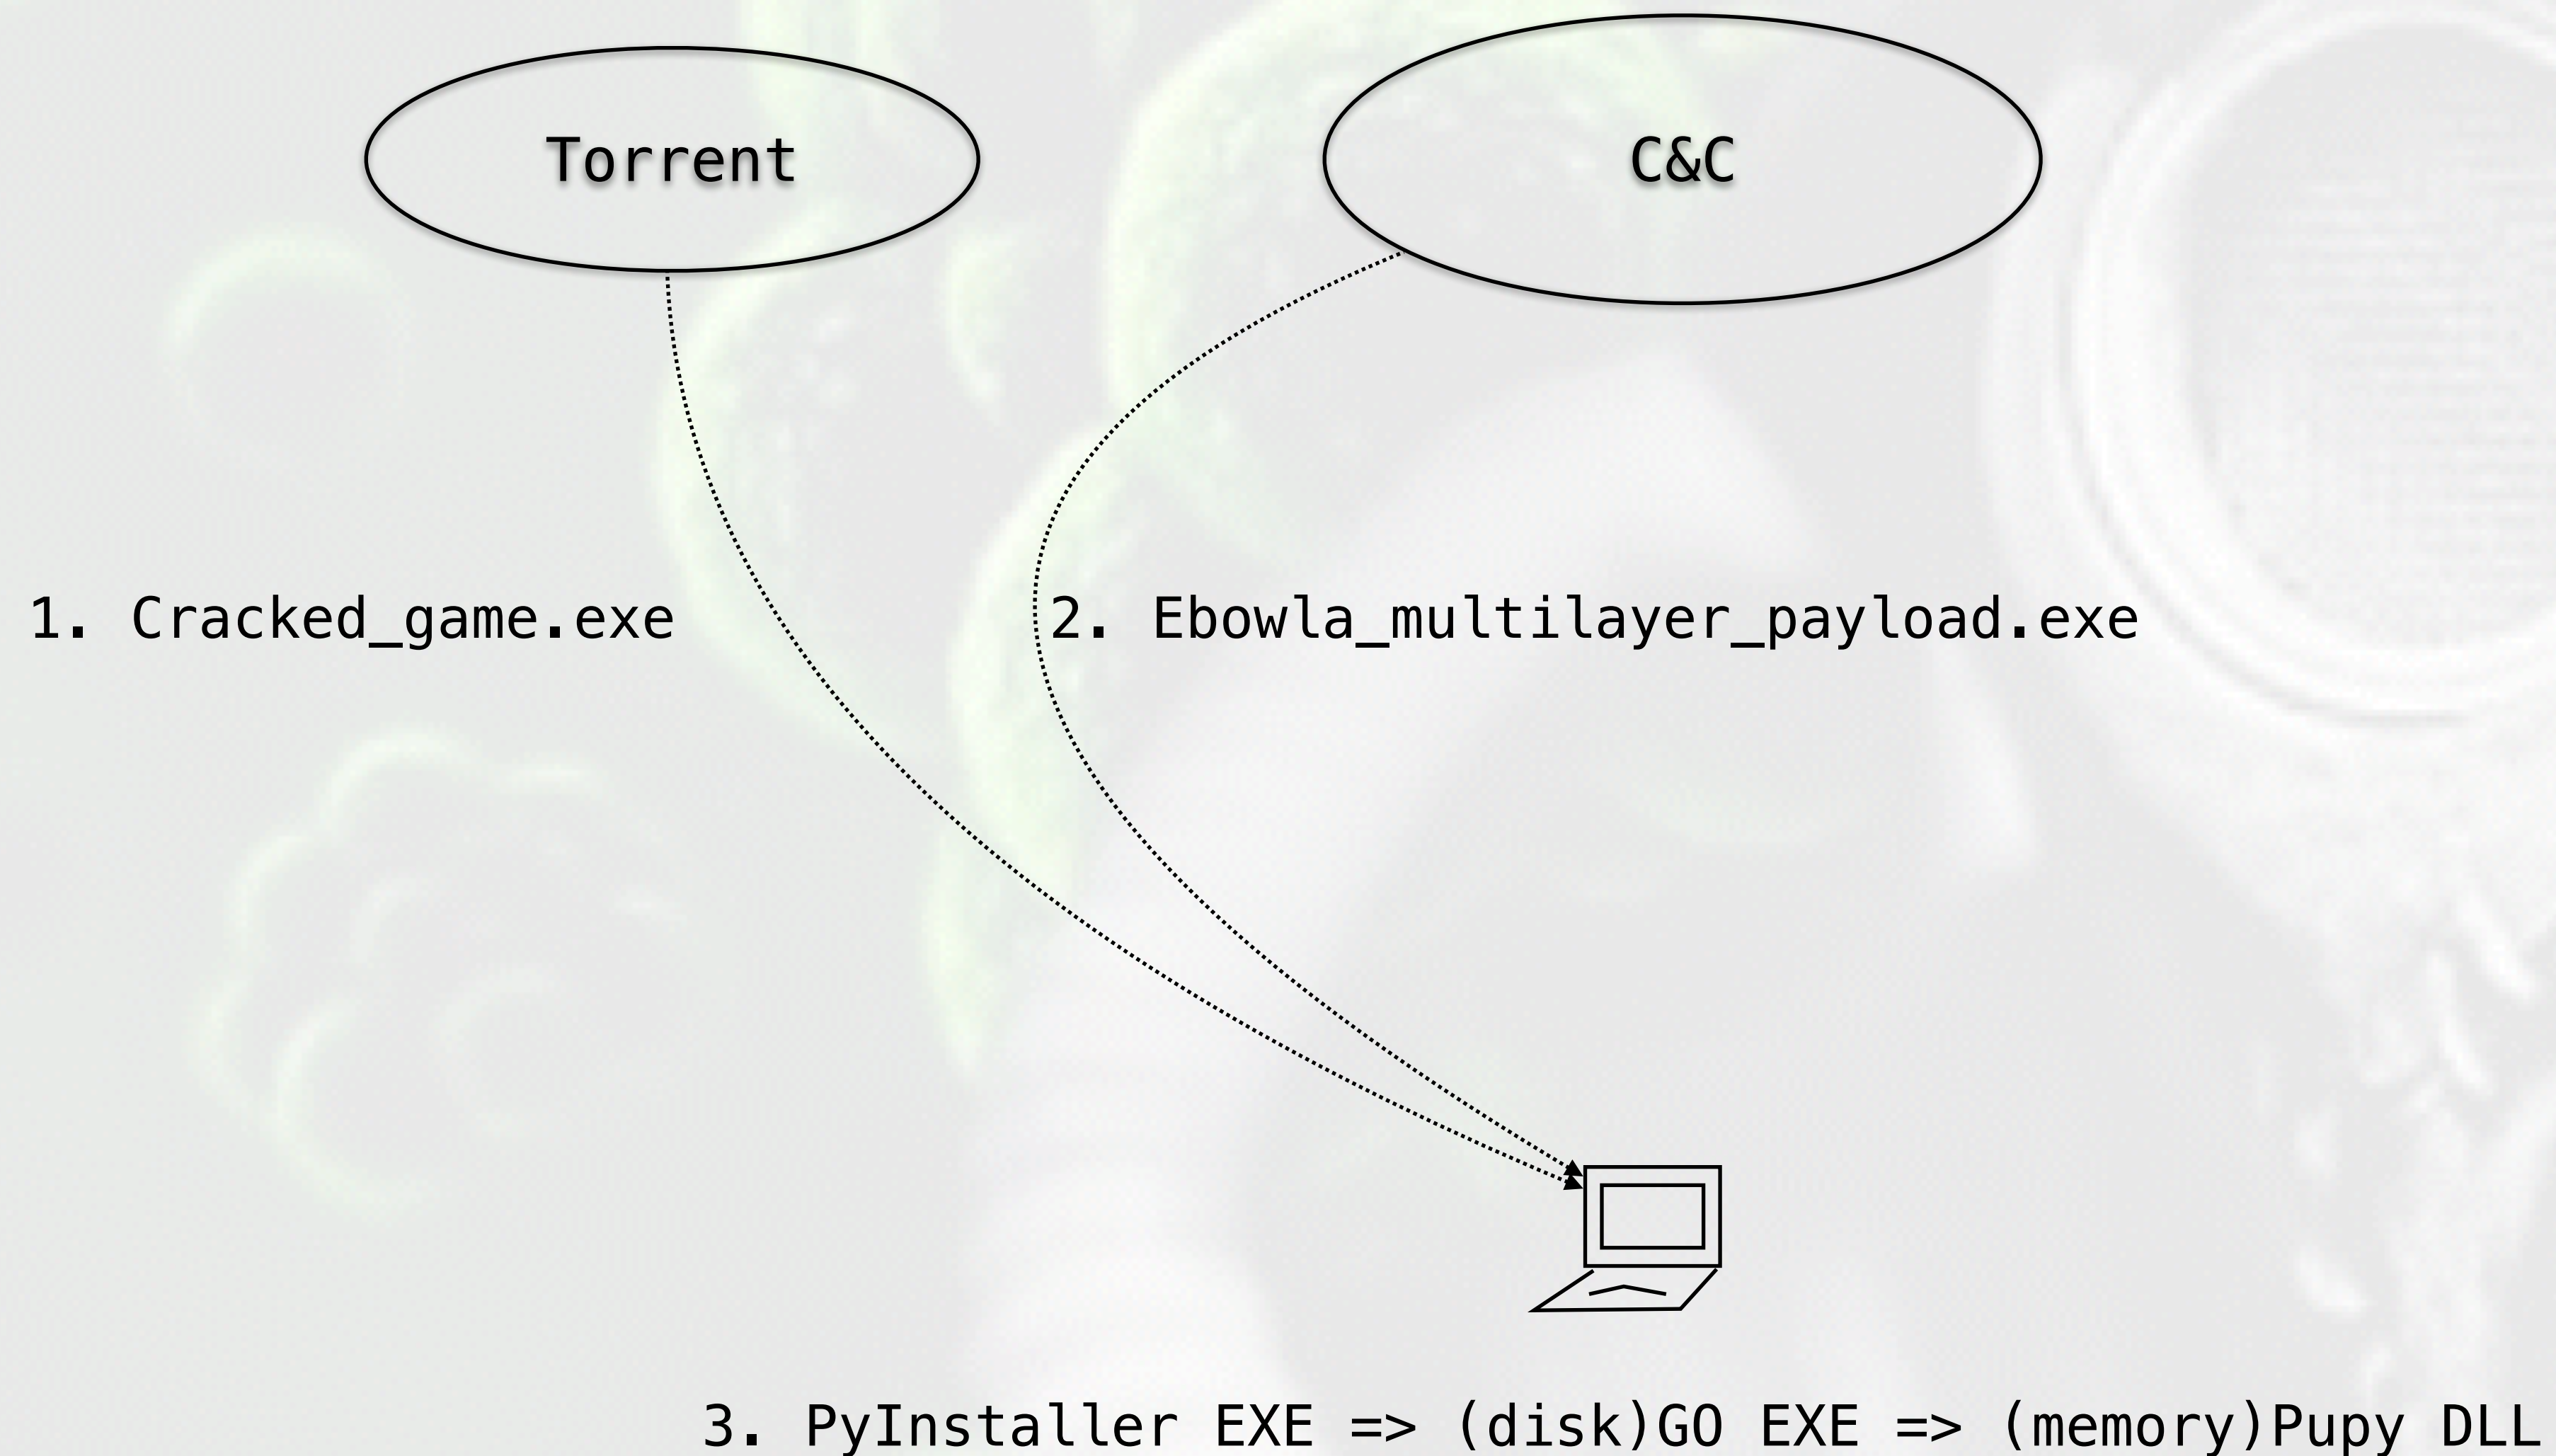 Torrent
C&C
1. Cracked_game.exe
2. Ebowla_multilayer_payload.exe
3. PyInstaller EXE => (disk)GO EXE => (memory)Pupy DLL